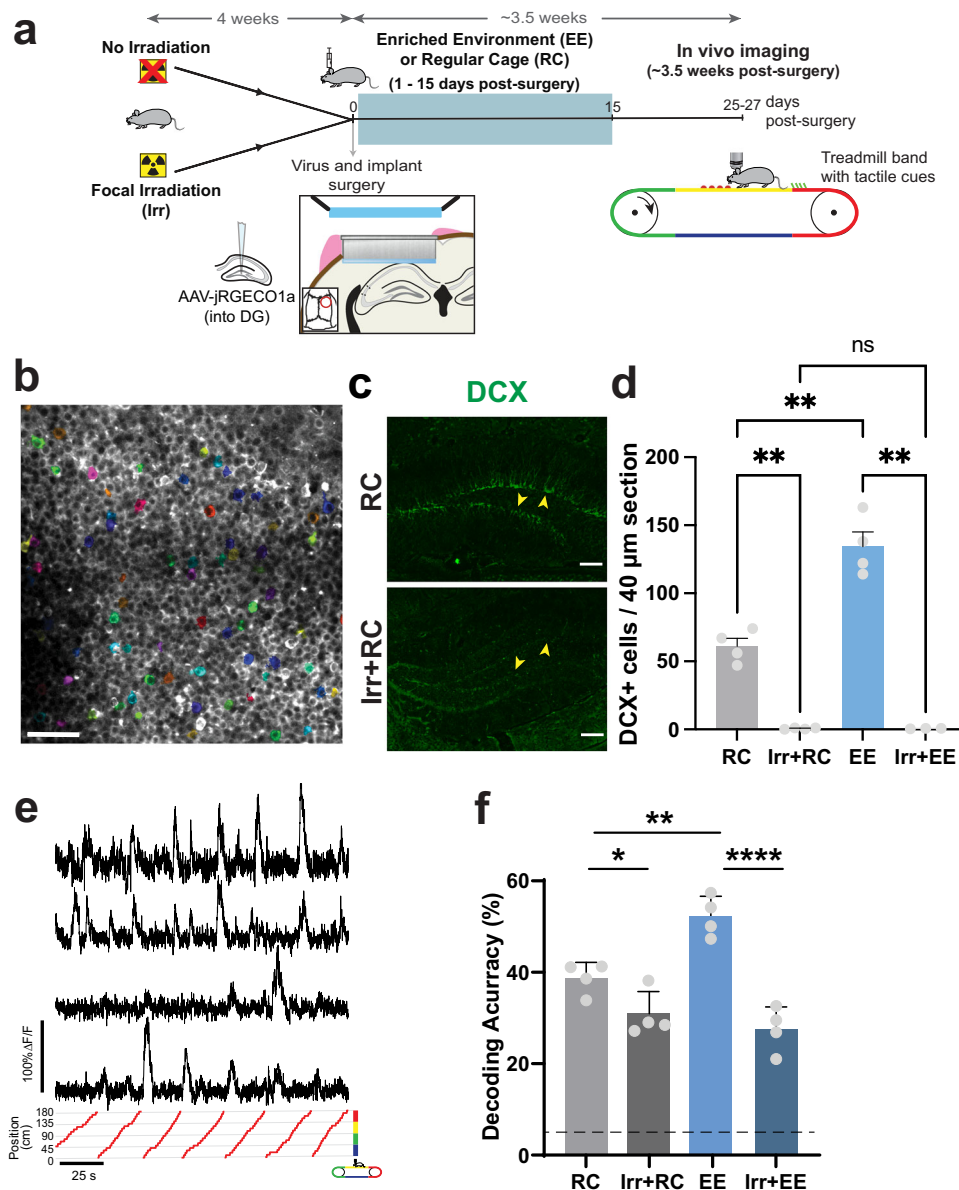 a
4 weeks
~3.5 weeks
No Irradiation
Enriched Environment (EE)
or Regular Cage (RC)
(1 - 15 days post-surgery)
In vivo imaging
(~3.5 weeks post-surgery)
0
15
25-27 days
post-surgery
Focal Irradiation
(Irr)
Virus and implant
surgery
Treadmill band
with tactile cues
AAV-jRGECO1a
(into DG)
b
c
DCX
RC
Irr+RC
d
ns
**
**
**
DCX+ cells / 40 µm section
200
150
100
50
0
RC
Irr+RC
EE
Irr+EE
e
100% ΔF/F
Position
(cm)
180
135
90
45
0
25 s
f
**
*
****
Decoding Acurracy (%)
60
40
20
0
RC
Irr+RC
EE
Irr+EE